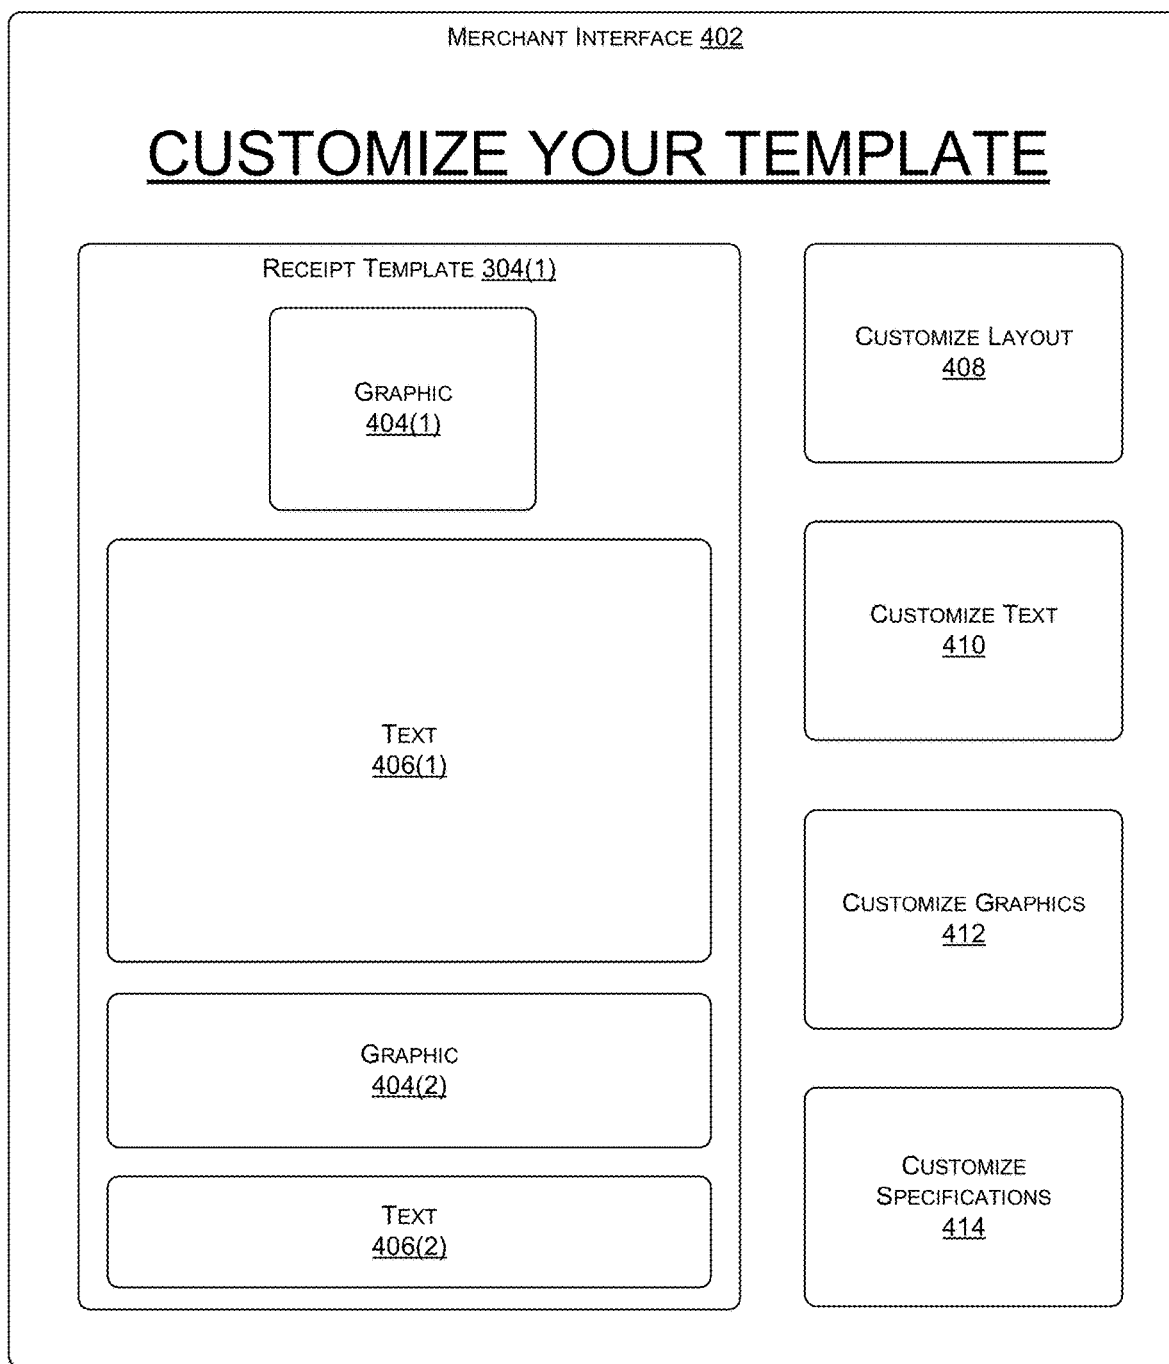 Merchant Interface 402
CUSTOMIZE YOUR TEMPLATE
Receipt Template 304(1)
Graphic
404(1)
Text
406(1)
Graphic
404(2)
Text
406(2)
Customize Layout
408
Customize Text
410
Customize Graphics
412
Customize
Specifications
414